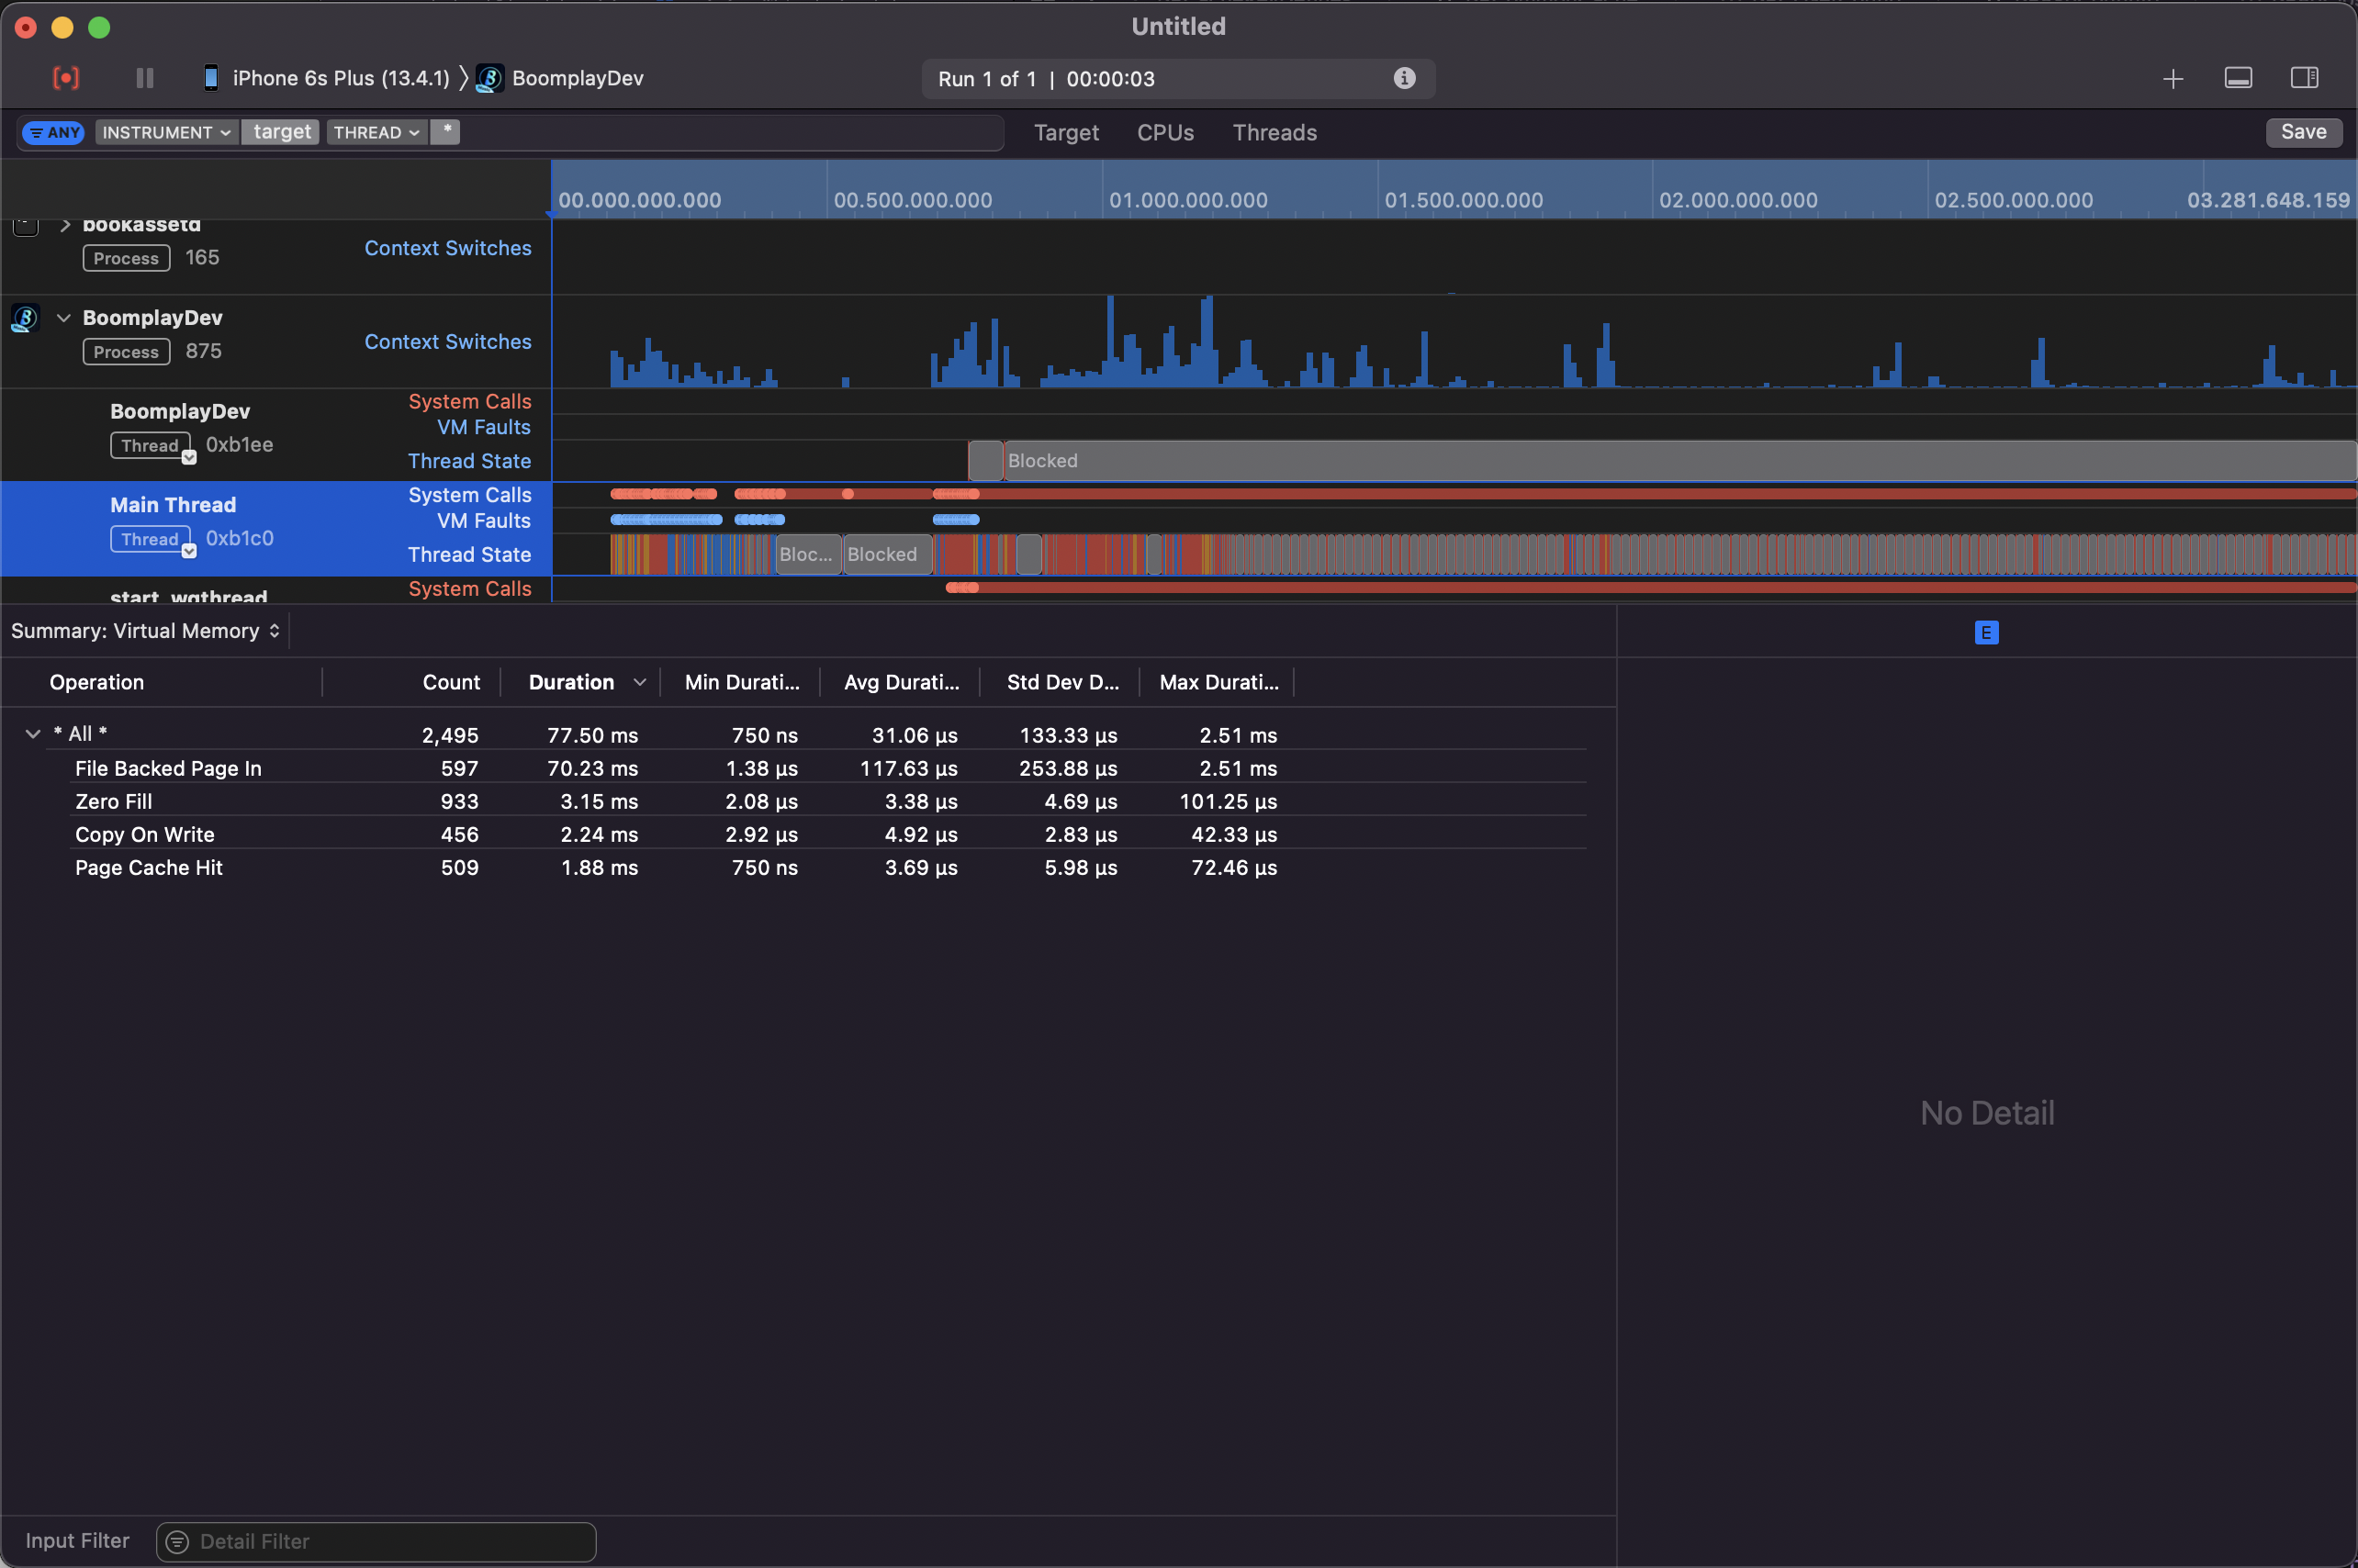 Untitled
iPhone 6s Plus (13.4.1) 〉 BoomplayDev
Run 1 of 1 | 00:00:03
ANY INSTRUMENT target THREAD *
Target CPUs Threads
Save
00.000.000.000 00.500.000.000 01.000.000.000 01.500.000.000 02.000.000.000 02.500.000.000 03.281.648.159
bookassetd
Process 165
Context Switches
BoomplayDev
Process 875
Context Switches
BoomplayDev
Thread 0xb1ee
System Calls
VM Faults
Thread State
Blocked
Main Thread
Thread 0xb1c0
System Calls
VM Faults
Thread State
Bloc... Blocked
start_wqthread
System Calls
Summary: Virtual Memory
E
Operation Count Duration Min Durati... Avg Durati... Std Dev D... Max Durati...
* All * 2,495 77.50 ms 750 ns 31.06 µs 133.33 µs 2.51 ms
File Backed Page In 597 70.23 ms 1.38 µs 117.63 µs 253.88 µs 2.51 ms
Zero Fill 933 3.15 ms 2.08 µs 3.38 µs 4.69 µs 101.25 µs
Copy On Write 456 2.24 ms 2.92 µs 4.92 µs 2.83 µs 42.33 µs
Page Cache Hit 509 1.88 ms 750 ns 3.69 µs 5.98 µs 72.46 µs
No Detail
Input Filter Detail Filter